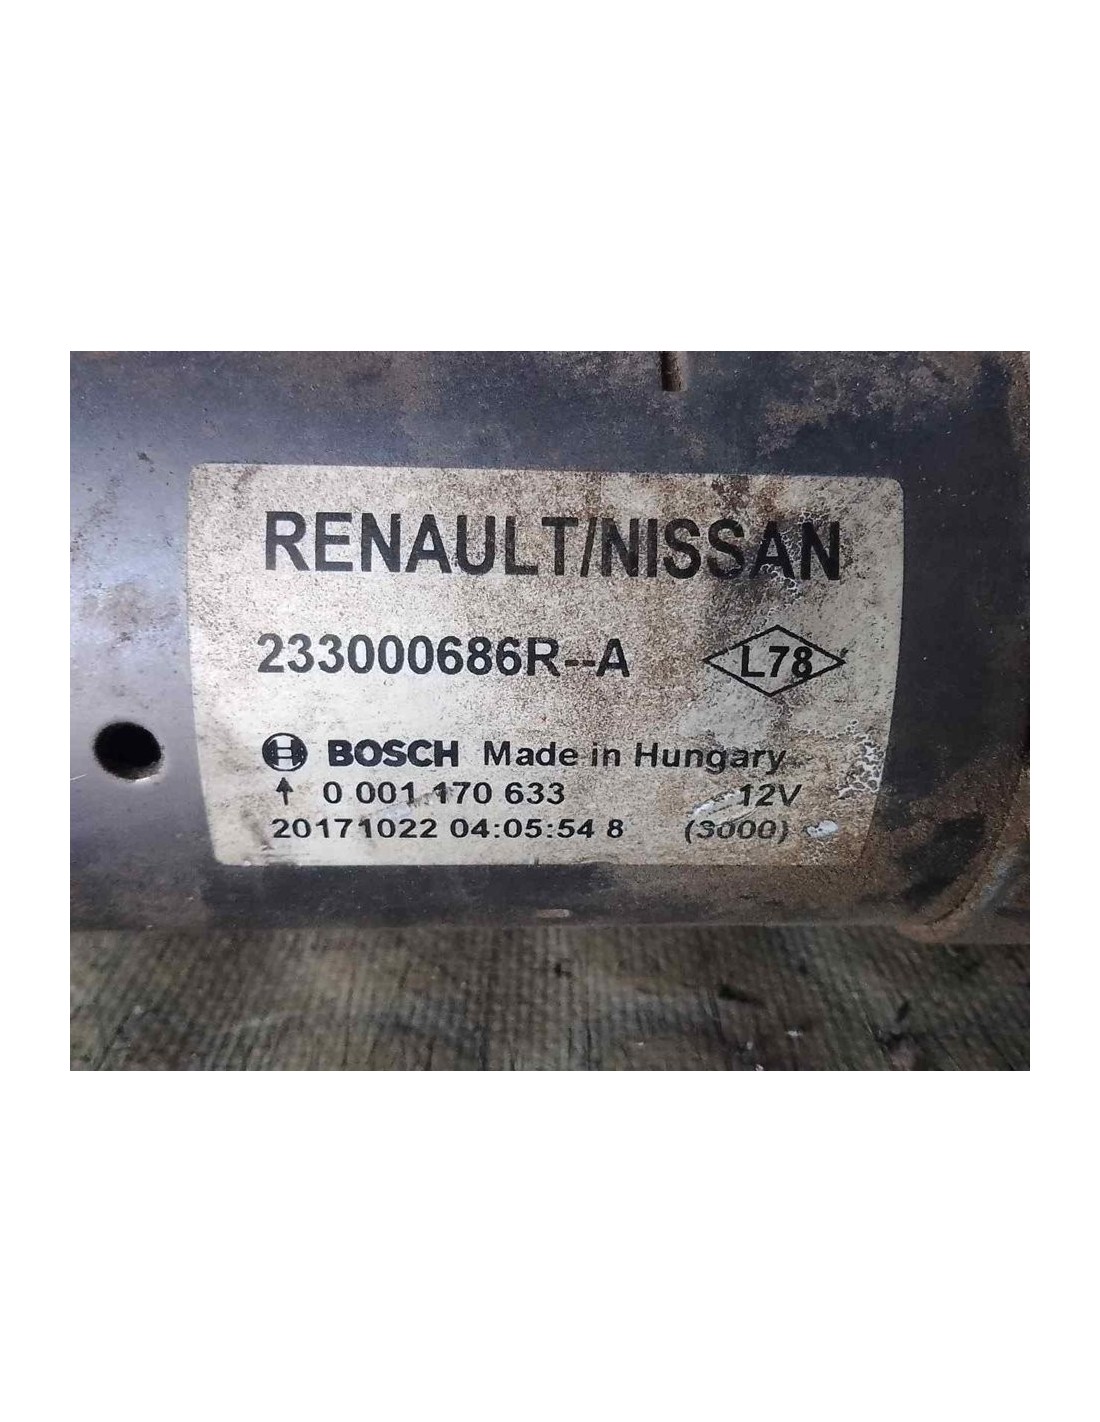 RENAULT/NISSAN
233000686R--A L78
H BOSCH Made in Hungary
↑ 0 001 170 633 12V
20171022 04:05:54 8 (3000)